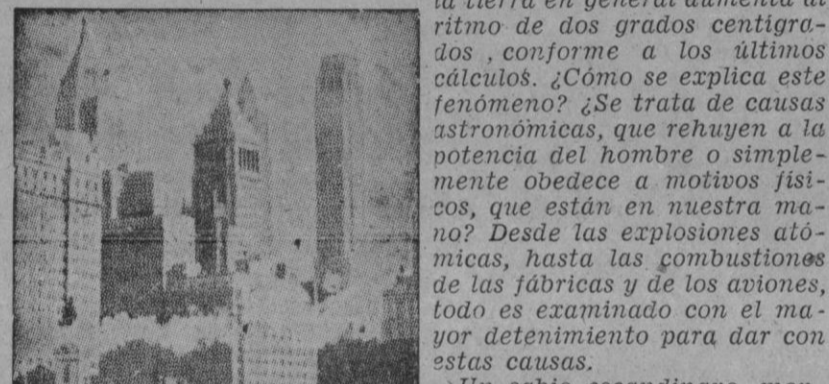 la tierra en general aumenta al
ritmo de dos grados centígra-
dos , conforme a los últimos
cálculos. ¿Cómo se explica este
fenómeno? ¿Se trata de causas
astronómicas, que rehuyen a la
potencia del hombre o simple-
mente obedece a motivos físi-
cos, que están en nuestra ma-
no? Desde las explosiones ató-
micas, hasta las combustiones
de las fábricas y de los aviones,
todo es examinado con el ma-
yor detenimiento para dar con
estas causas.